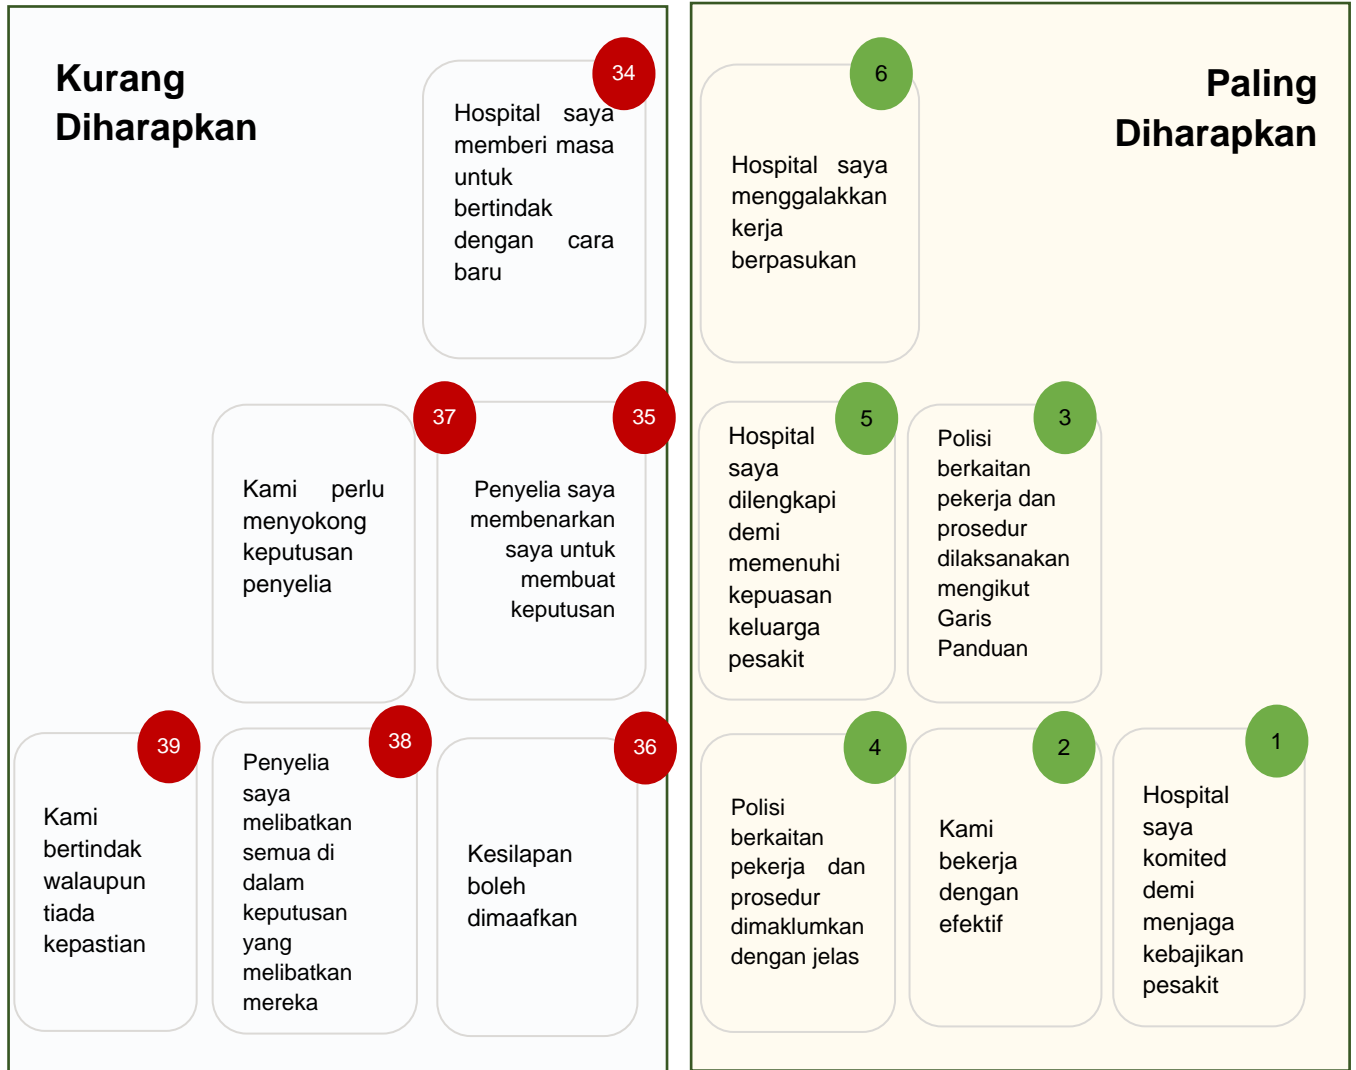 Kurang
Diharapkan
34
Hospital saya
memberi masa
untuk
bertindak
dengan cara
baru
37
Kami perlu
menyokong
keputusan
penyelia
35
Penyelia saya
membenarkan
saya untuk
membuat
keputusan
39
Kami
bertindak
walaupun
tiada
kepastian
38
Penyelia
saya
melibatkan
semua di
dalam
keputusan
yang
melibatkan
mereka
36
Kesilapan
boleh
dimaafkan
Paling
Diharapkan
6
Hospital saya
menggalakkan
kerja
berpasukan
5
Hospital
saya
dilengkapi
demi
memenuhi
kepuasan
keluarga
pesakit
3
Polisi
berkaitan
pekerja dan
prosedur
dilaksanakan
mengikut
Garis
Panduan
4
Polisi
berkaitan
pekerja dan
prosedur
dimaklumkan
dengan jelas
2
Kami
bekerja
dengan
efektif
1
Hospital
saya
komited
demi
menjaga
kebajikan
pesakit